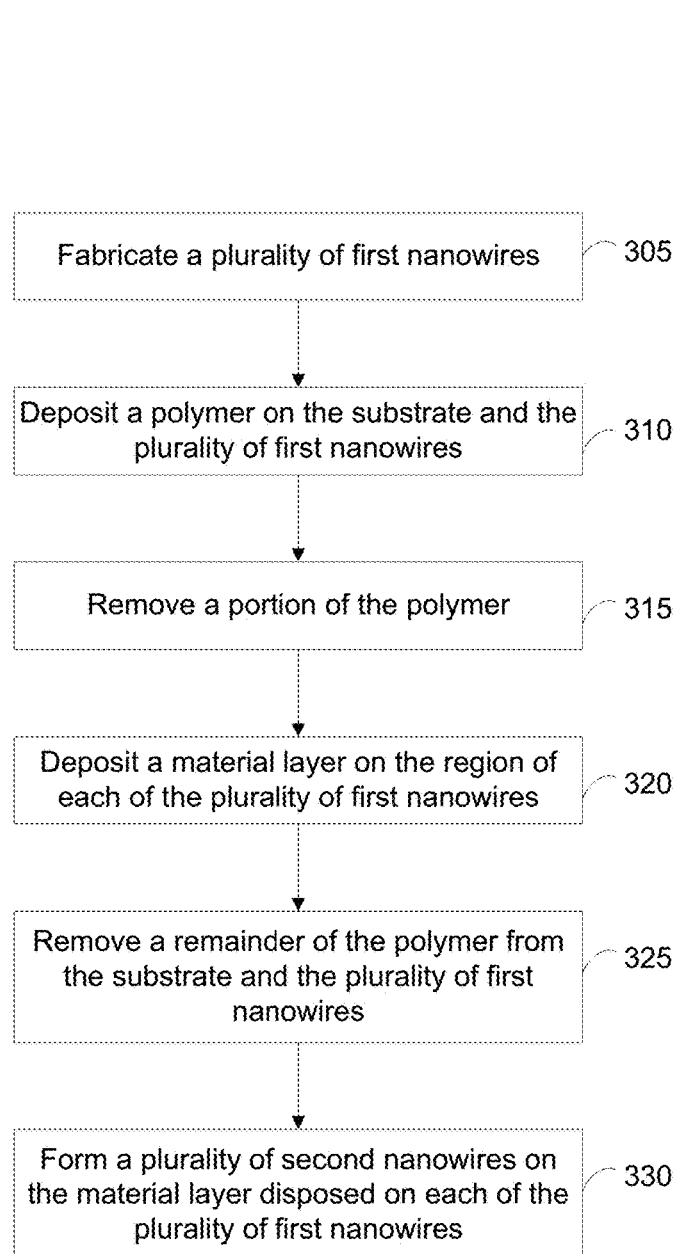 Fabricate a plurality of first nanowires
305
Deposit a polymer on the substrate and the
plurality of first nanowires
310
Remove a portion of the polymer
315
Deposit a material layer on the region of
each of the plurality of first nanowires
320
Remove a remainder of the polymer from
the substrate and the plurality of first
nanowires
325
Form a plurality of second nanowires on
the material layer disposed on each of the
plurality of first nanowires
330